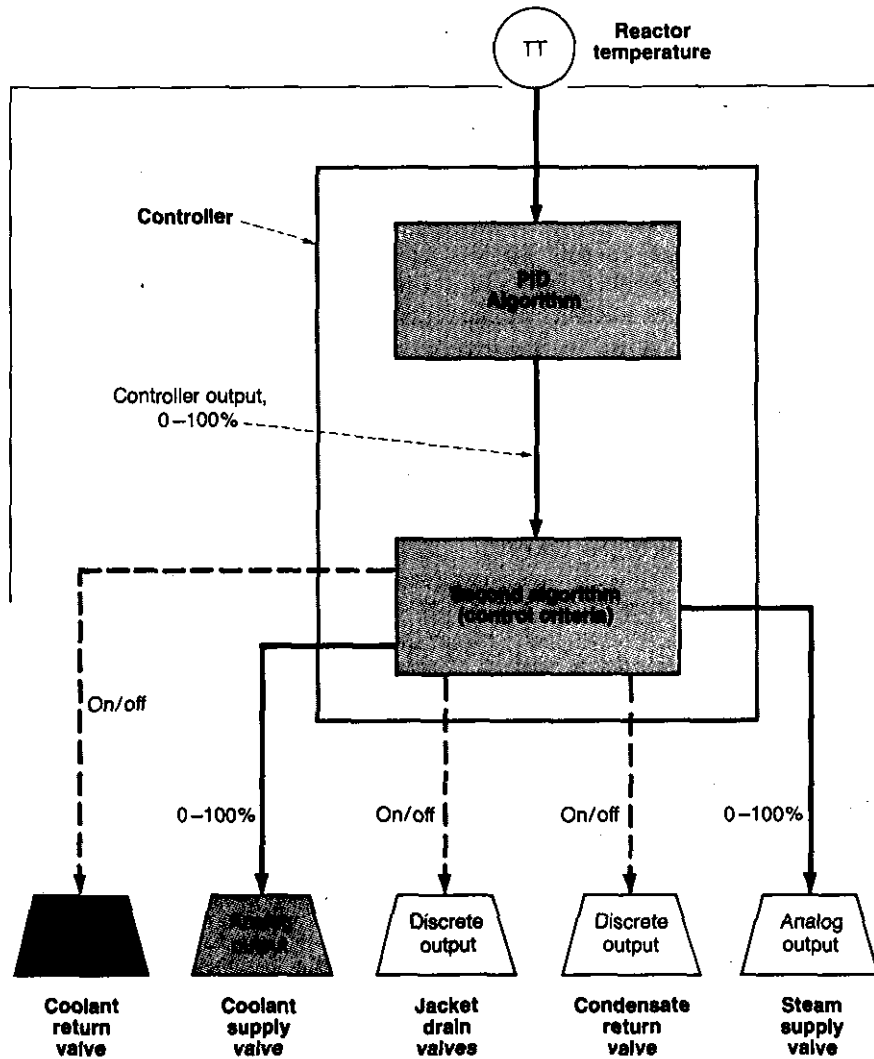 TT
Reactor
temperature
Controller
PID
Algorithm
Controller output,
0–100%
Second algorithm
(control criteria)
On/off
0–100%
On/off
On/off
0–100%
Analog
output
Discrete
output
Discrete
output
Analog
output
Coolant
return
valve
Coolant
supply
valve
Jacket
drain
valves
Condensate
return
valve
Steam
supply
valve